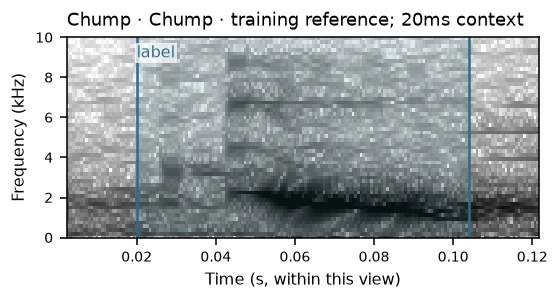 Chump · Chump · training reference; 20ms context
label
10
8
6
4
2
0
Frequency (kHz)
0.02 0.04 0.06 0.08 0.10 0.12
Time (s, within this view)